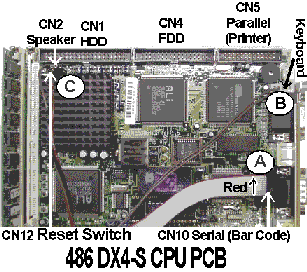 CN2
Speaker
CN1
HDD
CN4
FDD
CN5
Parallel
(Printer)
Keyboard
C
B
A
Red
CN12 Reset Switch
CN10 Serial (Bar Code)
486 DX4-S CPU PCB